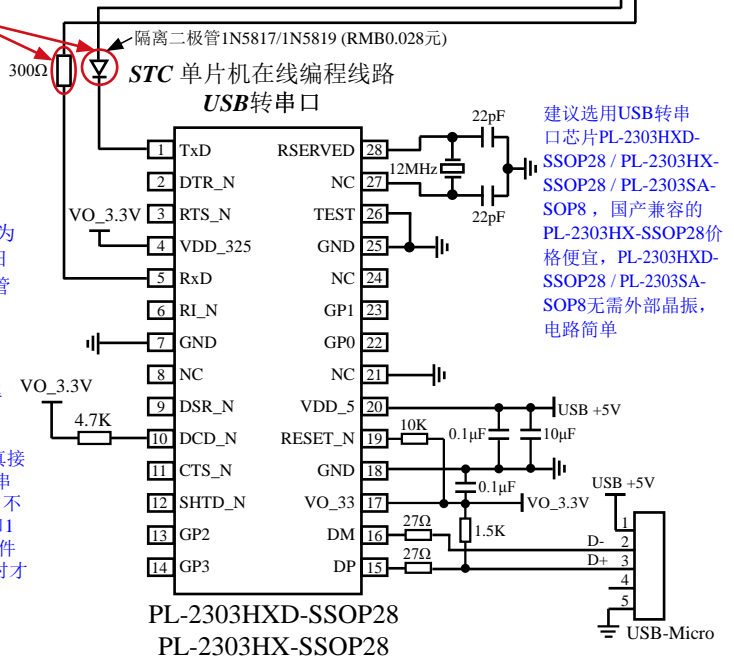 隔离二极管1N5817/1N5819 (RMB0.028元)
300Ω
STC 单片机在线编程线路
USB转串口
22pF
12MHz
22pF
建议选用USB转串
口芯片PL-2303HXD-
SSOP28 / PL-2303HX-
SSOP28 / PL-2303SA-
SOP8 ，国产兼容的
PL-2303HX-SSOP28价
格便宜，PL-2303HXD-
SSOP28 / PL-2303SA-
SOP8无需外部晶振，
电路简单
1 TxD RSERVED 28
2 DTR_N NC 27
VO_3.3V 3 RTS_N TEST 26
4 VDD_325 GND 25
5 RxD NC 24
6 RI_N GP1 23
7 GND GP0 22
8 NC NC 21
VO_3.3V
9 DSR_N VDD_5 20 USB +5V
4.7K
10 DCD_N RESET_N 19 10K 0.1μF 10μF
11 CTS_N GND 18
0.1μF
12 SHTD_N VO_33 17 VO_3.3V
13 GP2 DM 16 27Ω 1.5K
14 GP3 DP 15 27Ω
USB +5V
1
D- 2
D+ 3
4
5
USB-Micro
PL-2303HXD-SSOP28
PL-2303HX-SSOP28
为
管
接
串
不
1
件
才